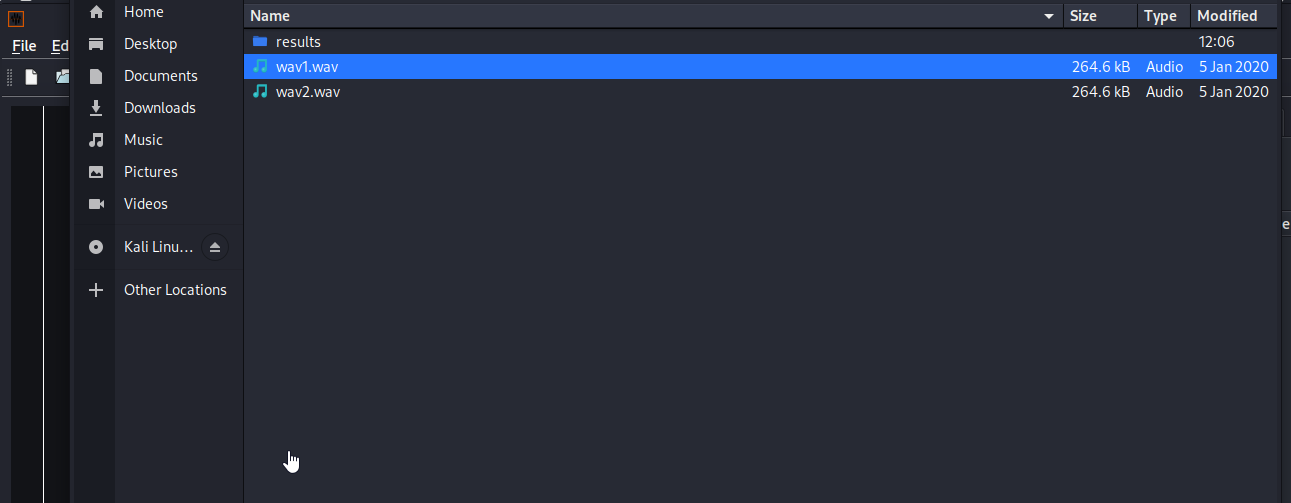 Home
Name Size Type Modified
File Ed
results 12:06
Desktop
wav1.wav 264.6 kB Audio 5 Jan 2020
Documents
wav2.wav 264.6 kB Audio 5 Jan 2020
Downloads
Music
Pictures
Videos
e
Kali Linu...
Other Locations